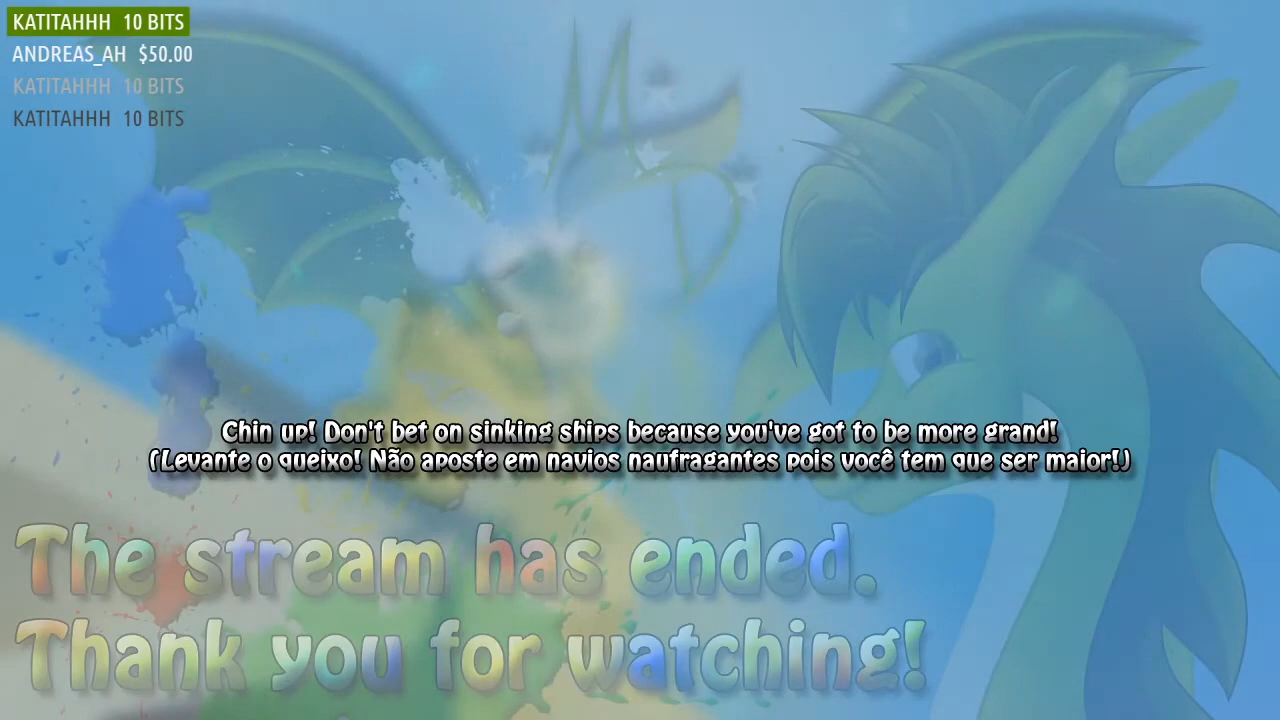 KATITAHHH 10 BITS
ANDREAS_AH $50.00
KATITAHHH 10 BITS
KATITAHHH 10 BITS
Chin up! Don't bet on sinking ships because you've got to be more grand!
(Levante o queixo! Não aposte em navios naufragantes pois você tem que ser maior!)
The stream has ended.
Thank you for watching!